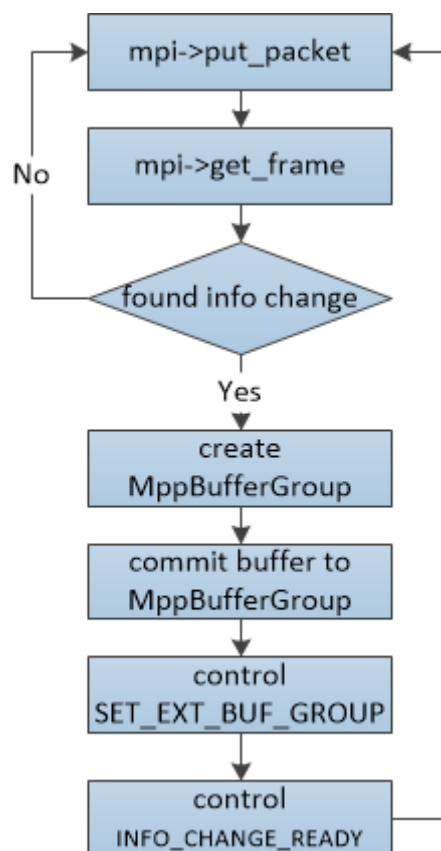 mpi->put_packet
mpi->get_frame
No
found info change
Yes
create
MppBufferGroup
commit buffer to
MppBufferGroup
control
SET_EXT_BUF_GROUP
control
INFO_CHANGE_READY